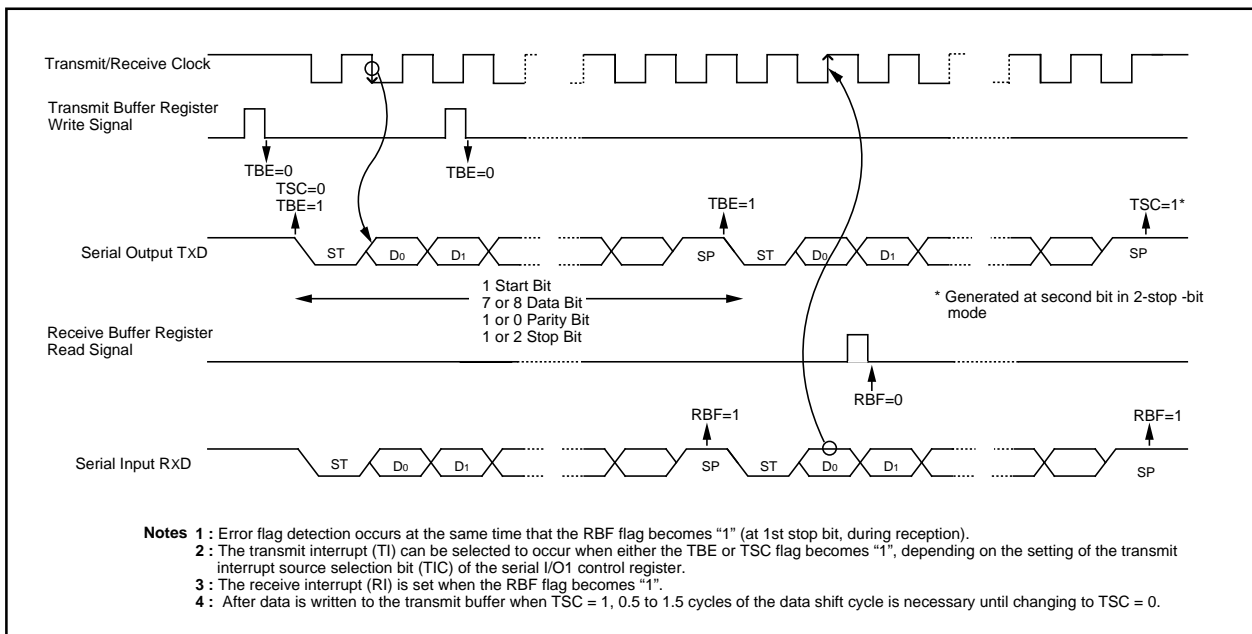 Transmit/Receive Clock
Transmit Buffer Register
Write Signal
TBE=0
TBE=0
TSC=0
TBE=1
TBE=1
TSC=1*
Serial Output TXD
ST
D0
D1
SP
ST
D0
D1
SP
1 Start Bit
7 or 8 Data Bit
1 or 0 Parity Bit
1 or 2 Stop Bit
* Generated at second bit in 2-stop -bit
mode
Receive Buffer Register
Read Signal
RBF=0
RBF=1
RBF=1
Serial Input RXD
ST
D0
D1
SP
ST
D0
D1
SP
Notes 1 : Error flag detection occurs at the same time that the RBF flag becomes “1” (at 1st stop bit, during reception).
2 : The transmit interrupt (TI) can be selected to occur when either the TBE or TSC flag becomes “1”, depending on the setting of the transmit
interrupt source selection bit (TIC) of the serial I/O1 control register.
3 : The receive interrupt (RI) is set when the RBF flag becomes “1”.
4 : After data is written to the transmit buffer when TSC = 1, 0.5 to 1.5 cycles of the data shift cycle is necessary until changing to TSC = 0.